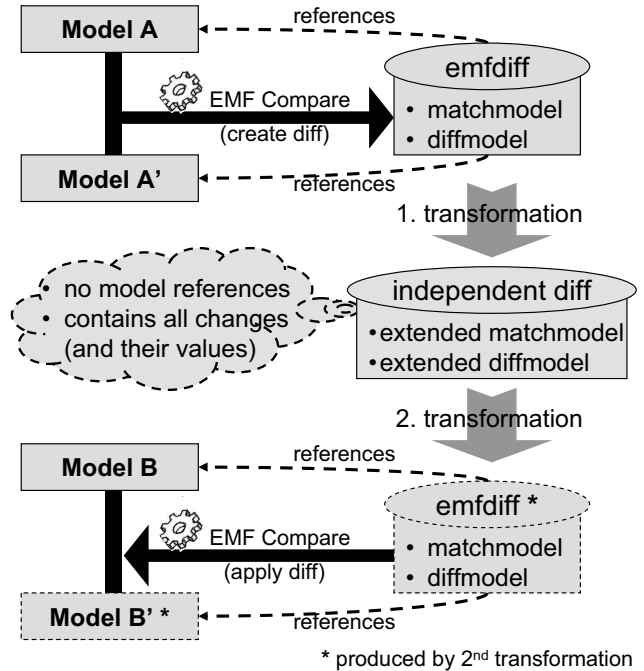 Model A
references
emfdiff
• matchmodel
• diffmodel
EMF Compare
(create diff)
Model A'
references
1. transformation
• no model references
• contains all changes
(and their values)
independent diff
•extended matchmodel
•extended diffmodel
2. transformation
Model B
references
emfdiff *
• matchmodel
• diffmodel
EMF Compare
(apply diff)
Model B' *
references
* produced by 2nd transformation